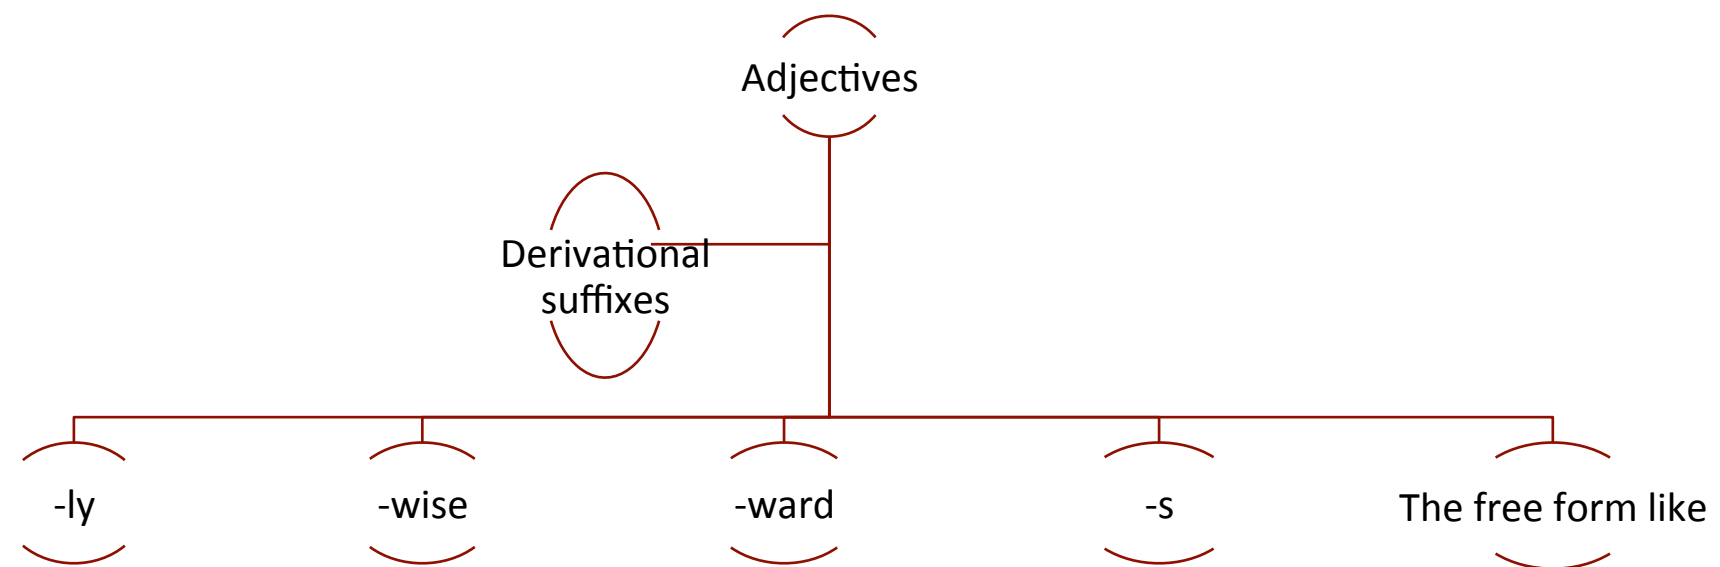 Adjectives
Derivational
suffixes
-ly
-wise
-ward
-s
The free form like